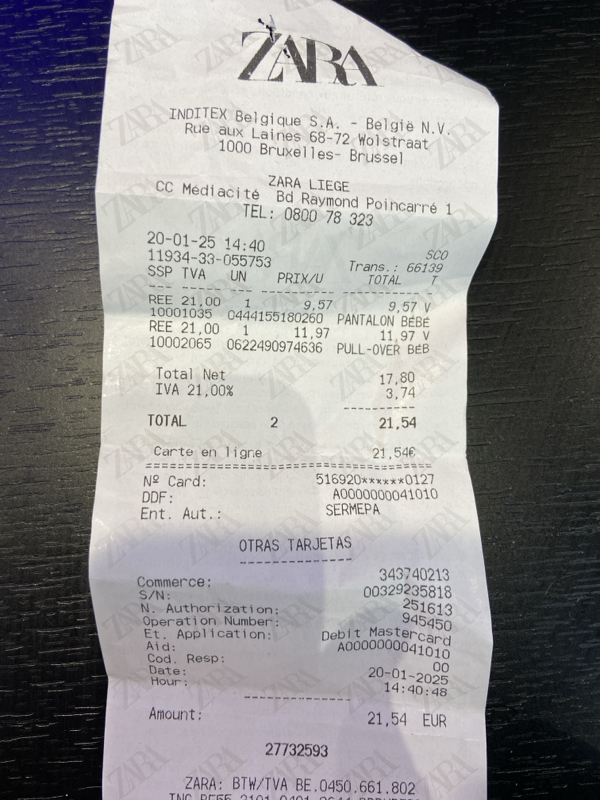 ZARA
INDITEX Belgique S.A. - België N.V.
Rue aux Laines 68-72 Wolstraat
1000 Bruxelles- Brussel
ZARA LIEGE
CC Médiacité Bd Raymond Poincarré 1
TEL: 0800 78 323
20-01-25 14:40 SCO
11934-33-055753 Trans.: 66139
SSP TVA UN PRIX/U TOTAL T
REE 21,00 1 9,57 9,57 V
10001035 0444155180260 PANTALON BÉBÉ
REE 21,00 1 11,97 11,97 V
10002065 0622490974636 PULL-OVER BÉB
Total Net 17,80
IVA 21,00% 3,74
TOTAL 2 21,54
Carte en ligne 21,54€
Nº Card: 516920******0127
DDF: A0000000041010
Ent. Aut.: SERMEPA
OTRAS TARJETAS
Commerce: 343740213
S/N: 00329235818
N. Authorization: 251613
Operation Number: 945450
Et. Application: Debit Mastercard
Aid: A0000000041010
Cod. Resp: 00
Date: 20-01-2025
Hour: 14:40:48
Amount: 21,54 EUR
27732593
ZARA: BTW/TVA BE.0450.661.802